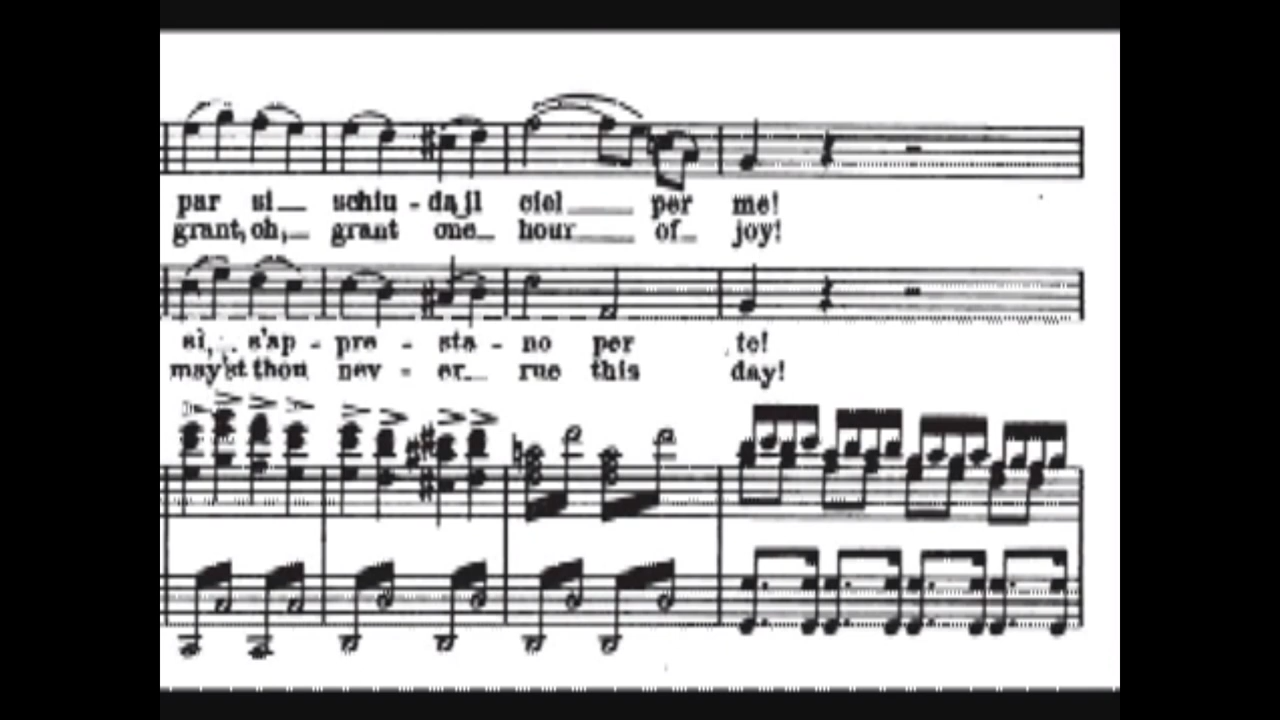 par si schiu - da il ciel per me!
grant, oh, grant one hour of joy!
sì, s'ap - pre - sta - no per te!
may'st thou nev - er rue this day!